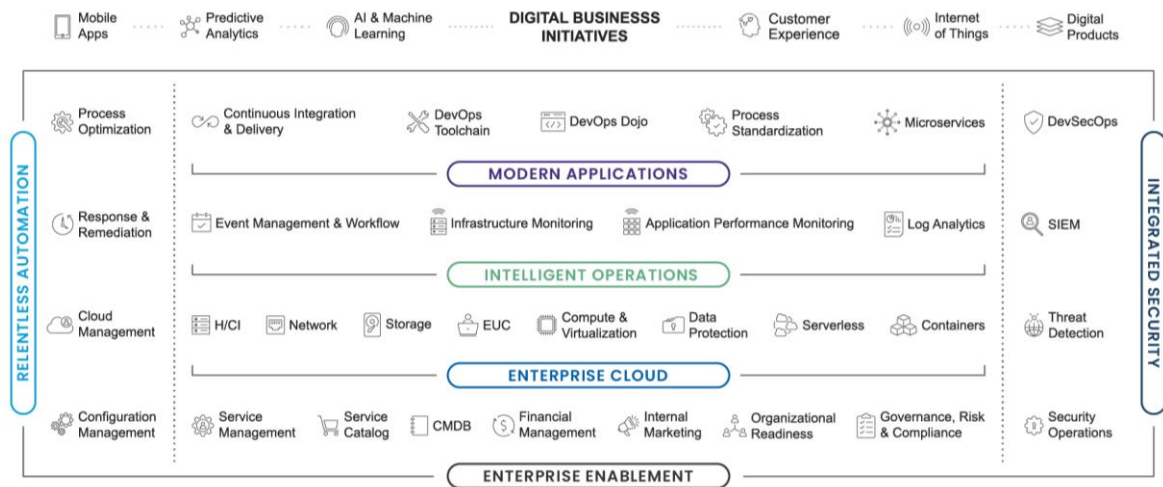 Mobile
Apps
Predictive
Analytics
AI & Machine
Learning
DIGITAL BUSINESSS
INITIATIVES
Customer
Experience
Internet
of Things
Digital
Products
RELENTLESS AUTOMATION
Process
Optimization
Continuous Integration
& Delivery
DevOps
Toolchain
DevOps Dojo
Process
Standardization
Microservices
DevSecOps
MODERN APPLICATIONS
Response &
Remediation
Event Management & Workflow
Infrastructure Monitoring
Application Performance Monitoring
Log Analytics
SIEM
INTELLIGENT OPERATIONS
Cloud
Management
H/CI
Network
Storage
EUC
Compute &
Virtualization
Data
Protection
Serverless
Containers
Threat
Detection
ENTERPRISE CLOUD
Configuration
Management
Service
Management
Service
Catalog
CMDB
Financial
Management
Internal
Marketing
Organizational
Readiness
Governance, Risk
& Compliance
Security
Operations
ENTERPRISE ENABLEMENT
INTEGRATED SECURITY